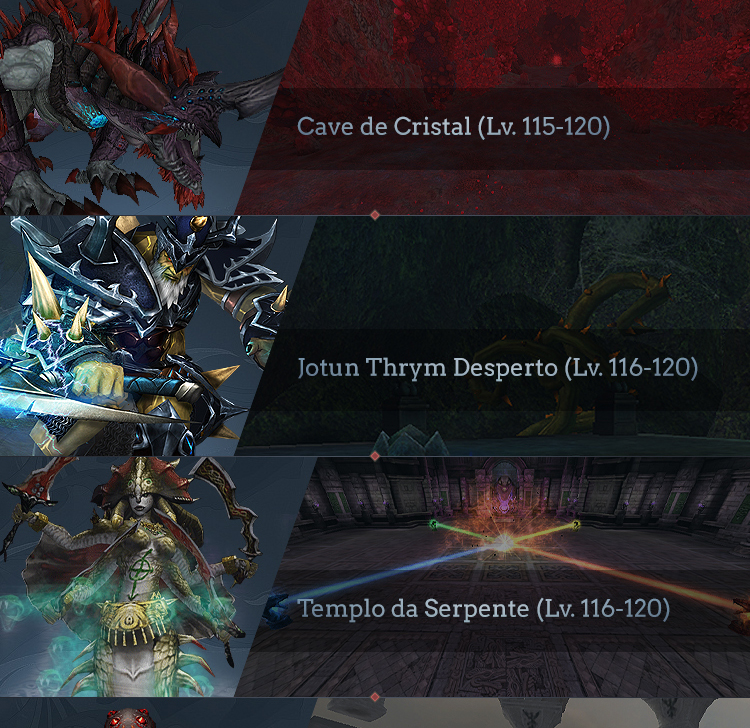 Cave de Cristal (Lv. 115-120)
Jotun Thrym Desperto (Lv. 116-120)
Templo da Serpente (Lv. 116-120)